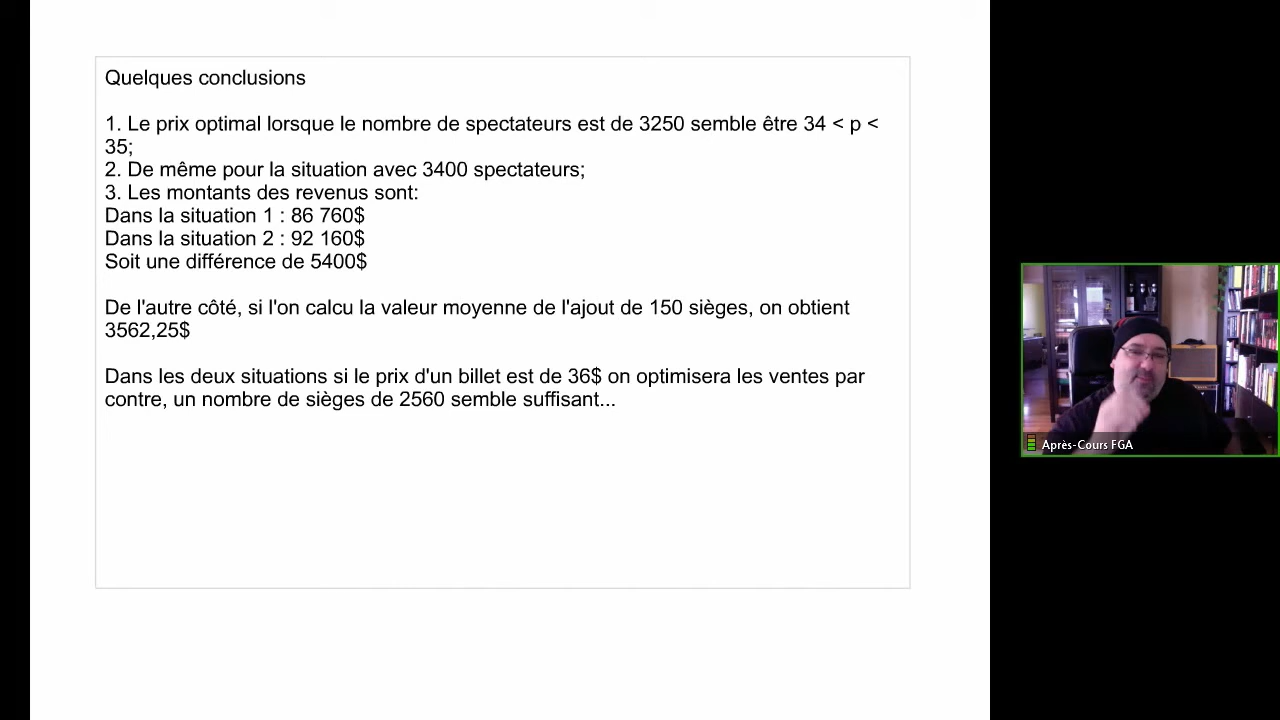 Quelques conclusions
1. Le prix optimal lorsque le nombre de spectateurs est de 3250 semble être 34 < p <
35;
2. De même pour la situation avec 3400 spectateurs;
3. Les montants des revenus sont:
Dans la situation 1 : 86 760$
Dans la situation 2 : 92 160$
Soit une différence de 5400$
De l'autre côté, si l'on calcu la valeur moyenne de l'ajout de 150 sièges, on obtient
3562,25$
Dans les deux situations si le prix d'un billet est de 36$ on optimisera les ventes par
contre, un nombre de sièges de 2560 semble suffisant...
Après-Cours FGA